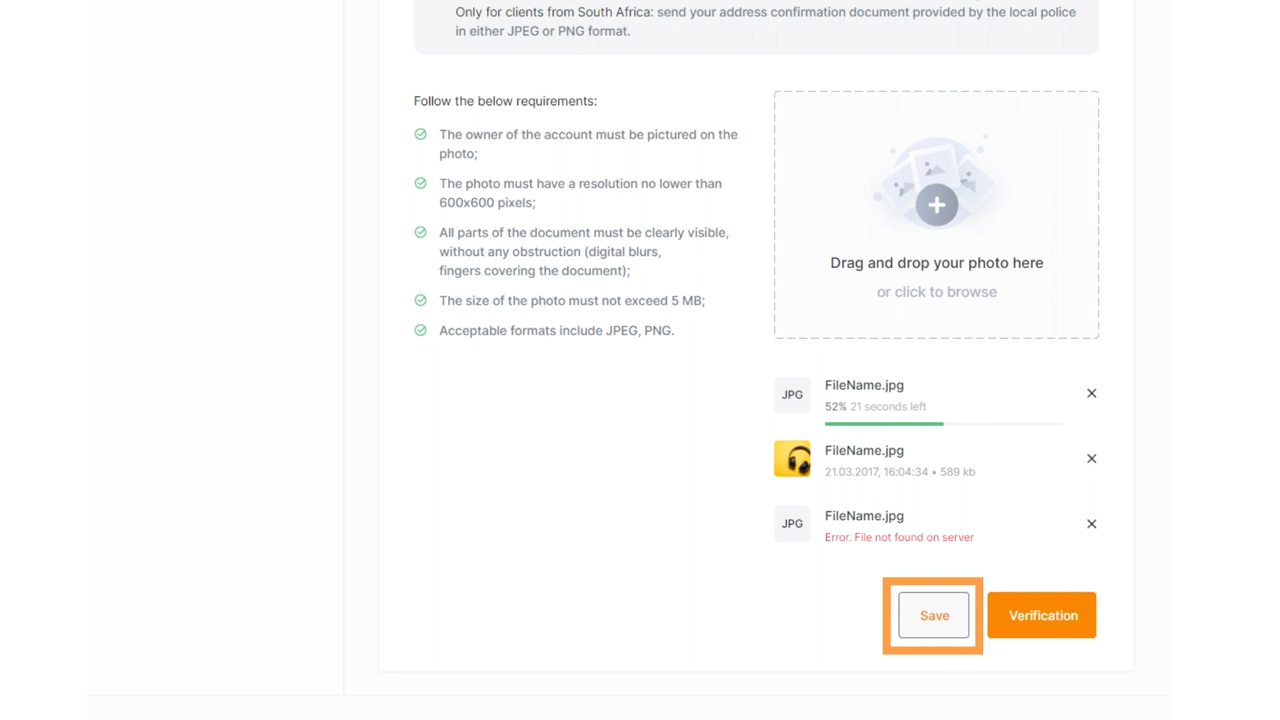 Only for clients from South Africa: send your address confirmation document provided by the local police
in either JPEG or PNG format.
Follow the below requirements:
The owner of the account must be pictured on the
photo;
The photo must have a resolution no lower than
600x600 pixels;
All parts of the document must be clearly visible,
without any obstruction (digital blurs,
fingers covering the document);
The size of the photo must not exceed 5 MB;
Acceptable formats include JPEG, PNG.
Drag and drop your photo here
or click to browse
JPG
FileName.jpg
52% 21 seconds left
FileName.jpg
21.03.2017, 16:04:34 • 589 kb
JPG
FileName.jpg
Error. File not found on server
Save
Verification